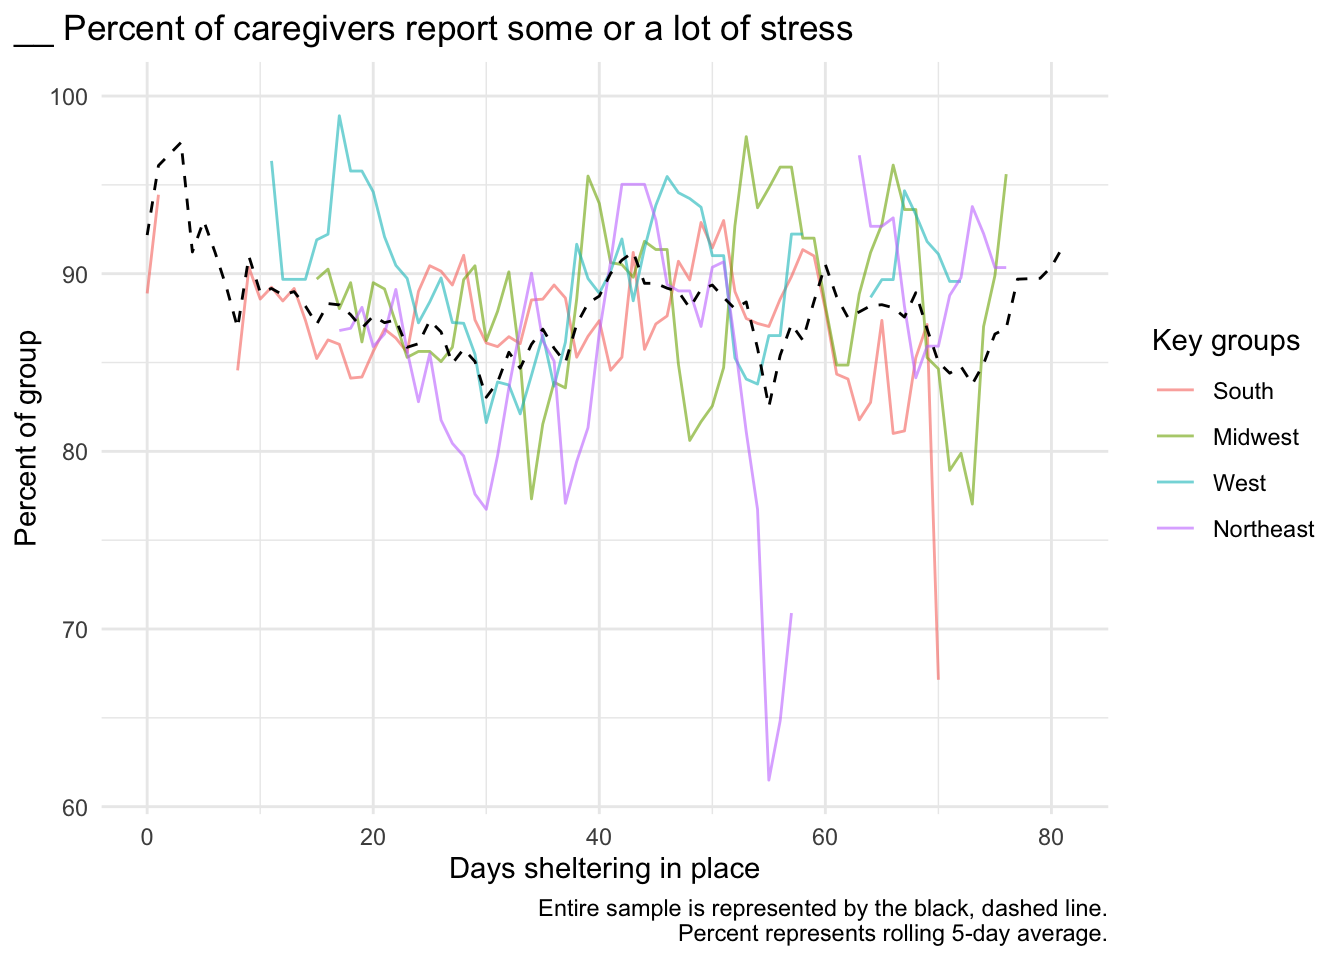 __ Percent of caregivers report some or a lot of stress
100
90
80
70
60
Percent of group
0 20 40 60 80
Days sheltering in place
Key groups
South
Midwest
West
Northeast
Entire sample is represented by the black, dashed line.
Percent represents rolling 5-day average.